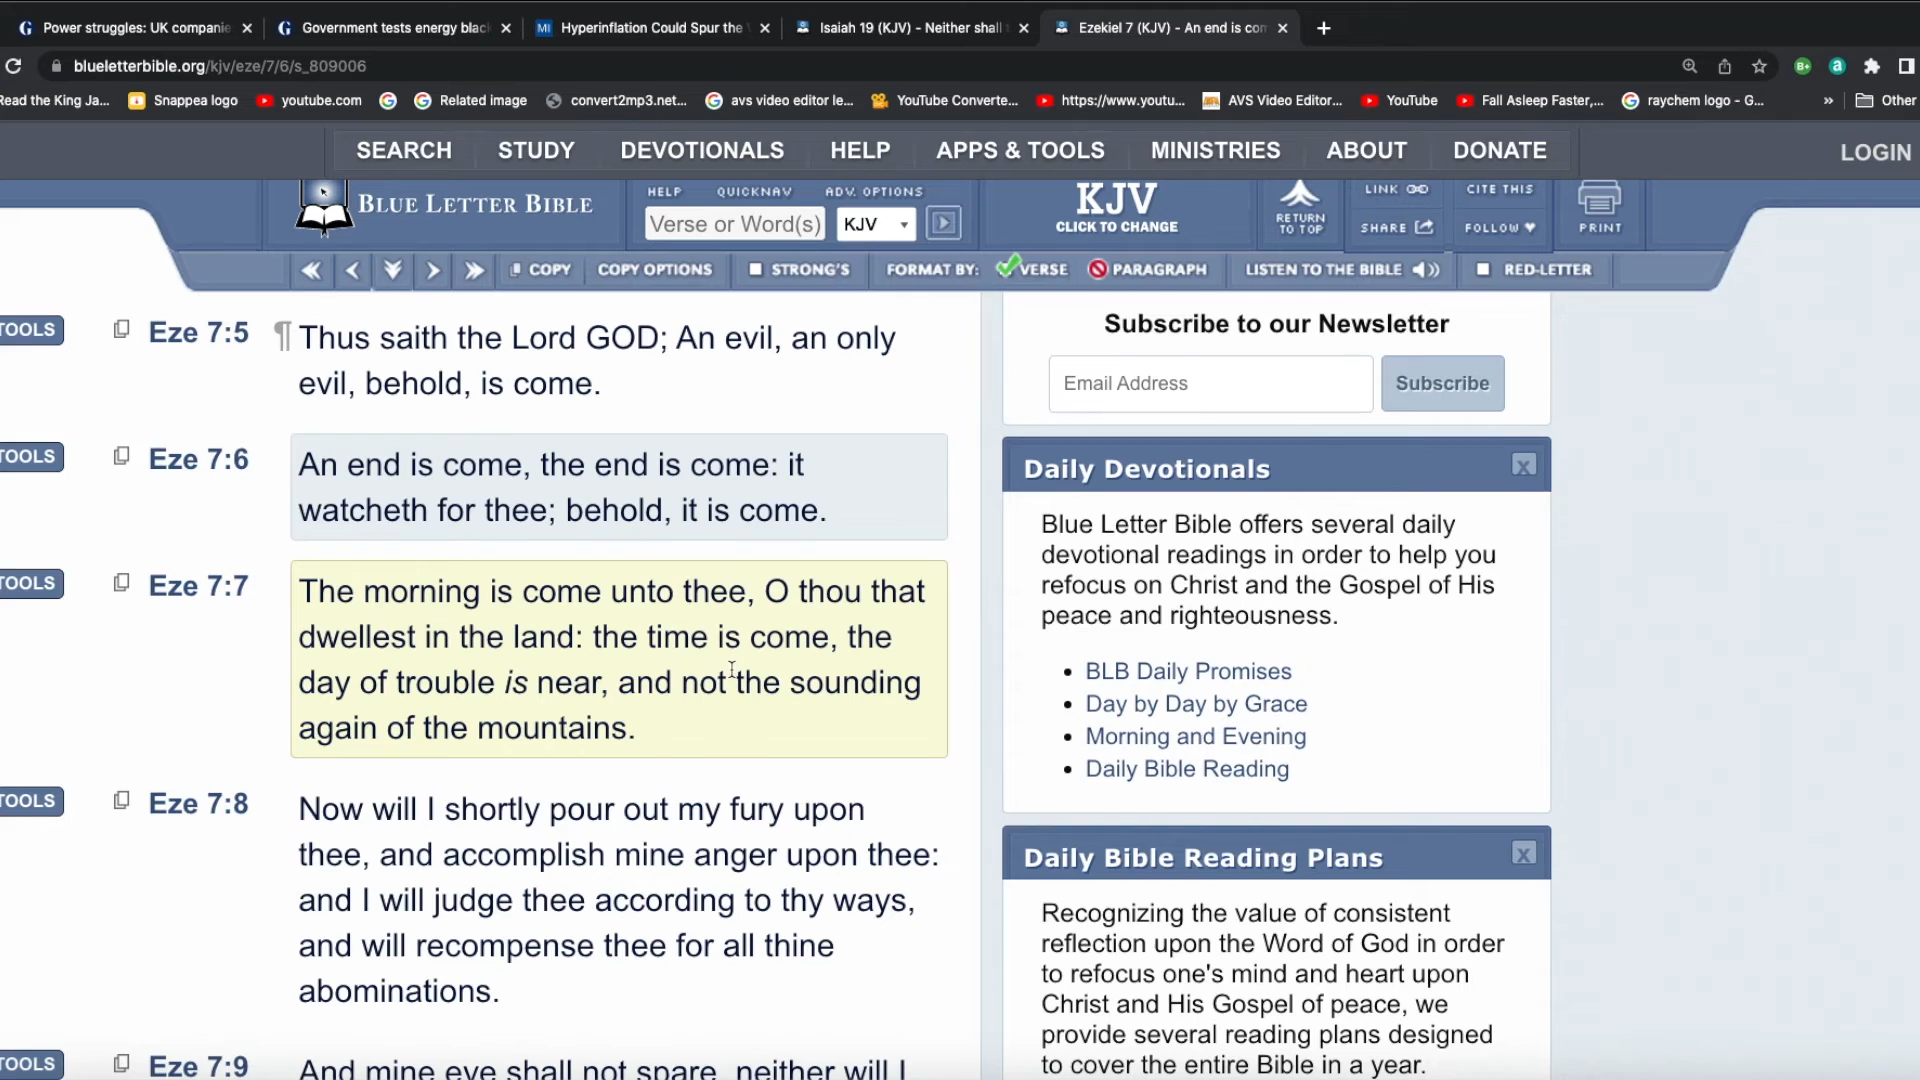 Power struggles: UK companie
Government tests energy blac
MI Hyperinflation Could Spur the
Isaiah 19 (KJV) - Neither shall
Ezekiel 7 (KJV) - An end is com
blueletterbible.org/kjv/eze/7/6/s_809006
Read the King Ja...
Snappea logo
youtube.com
Related image
convert2mp3.net...
avs video editor le...
YouTube Converte...
https://www.youtu...
AVS Video Editor...
YouTube
Fall Asleep Faster,...
raychem logo - G...
»
Other
SEARCH STUDY DEVOTIONALS HELP APPS & TOOLS MINISTRIES ABOUT DONATE
LOGIN
BLUE LETTER BIBLE
HELP QUICKNAV ADV. OPTIONS
Verse or Word(s) KJV
KJV
CLICK TO CHANGE
RETURN
TO TOP
LINK
SHARE
CITE THIS
FOLLOW
PRINT
COPY COPY OPTIONS STRONG'S FORMAT BY: VERSE PARAGRAPH LISTEN TO THE BIBLE RED-LETTER
TOOLS Eze 7:5 ¶ Thus saith the Lord GOD; An evil, an only
evil, behold, is come.
TOOLS Eze 7:6 An end is come, the end is come: it
watcheth for thee; behold, it is come.
TOOLS Eze 7:7 The morning is come unto thee, O thou that
dwellest in the land: the time is come, the
day of trouble is near, and not the sounding
again of the mountains.
TOOLS Eze 7:8 Now will I shortly pour out my fury upon
thee, and accomplish mine anger upon thee:
and I will judge thee according to thy ways,
and will recompense thee for all thine
abominations.
TOOLS Eze 7:9 And mine eye shall not spare, neither will I
Subscribe to our Newsletter
Email Address Subscribe
Daily Devotionals x
Blue Letter Bible offers several daily
devotional readings in order to help you
refocus on Christ and the Gospel of His
peace and righteousness.
• BLB Daily Promises
• Day by Day by Grace
• Morning and Evening
• Daily Bible Reading
Daily Bible Reading Plans x
Recognizing the value of consistent
reflection upon the Word of God in order
to refocus one's mind and heart upon
Christ and His Gospel of peace, we
provide several reading plans designed
to cover the entire Bible in a year.